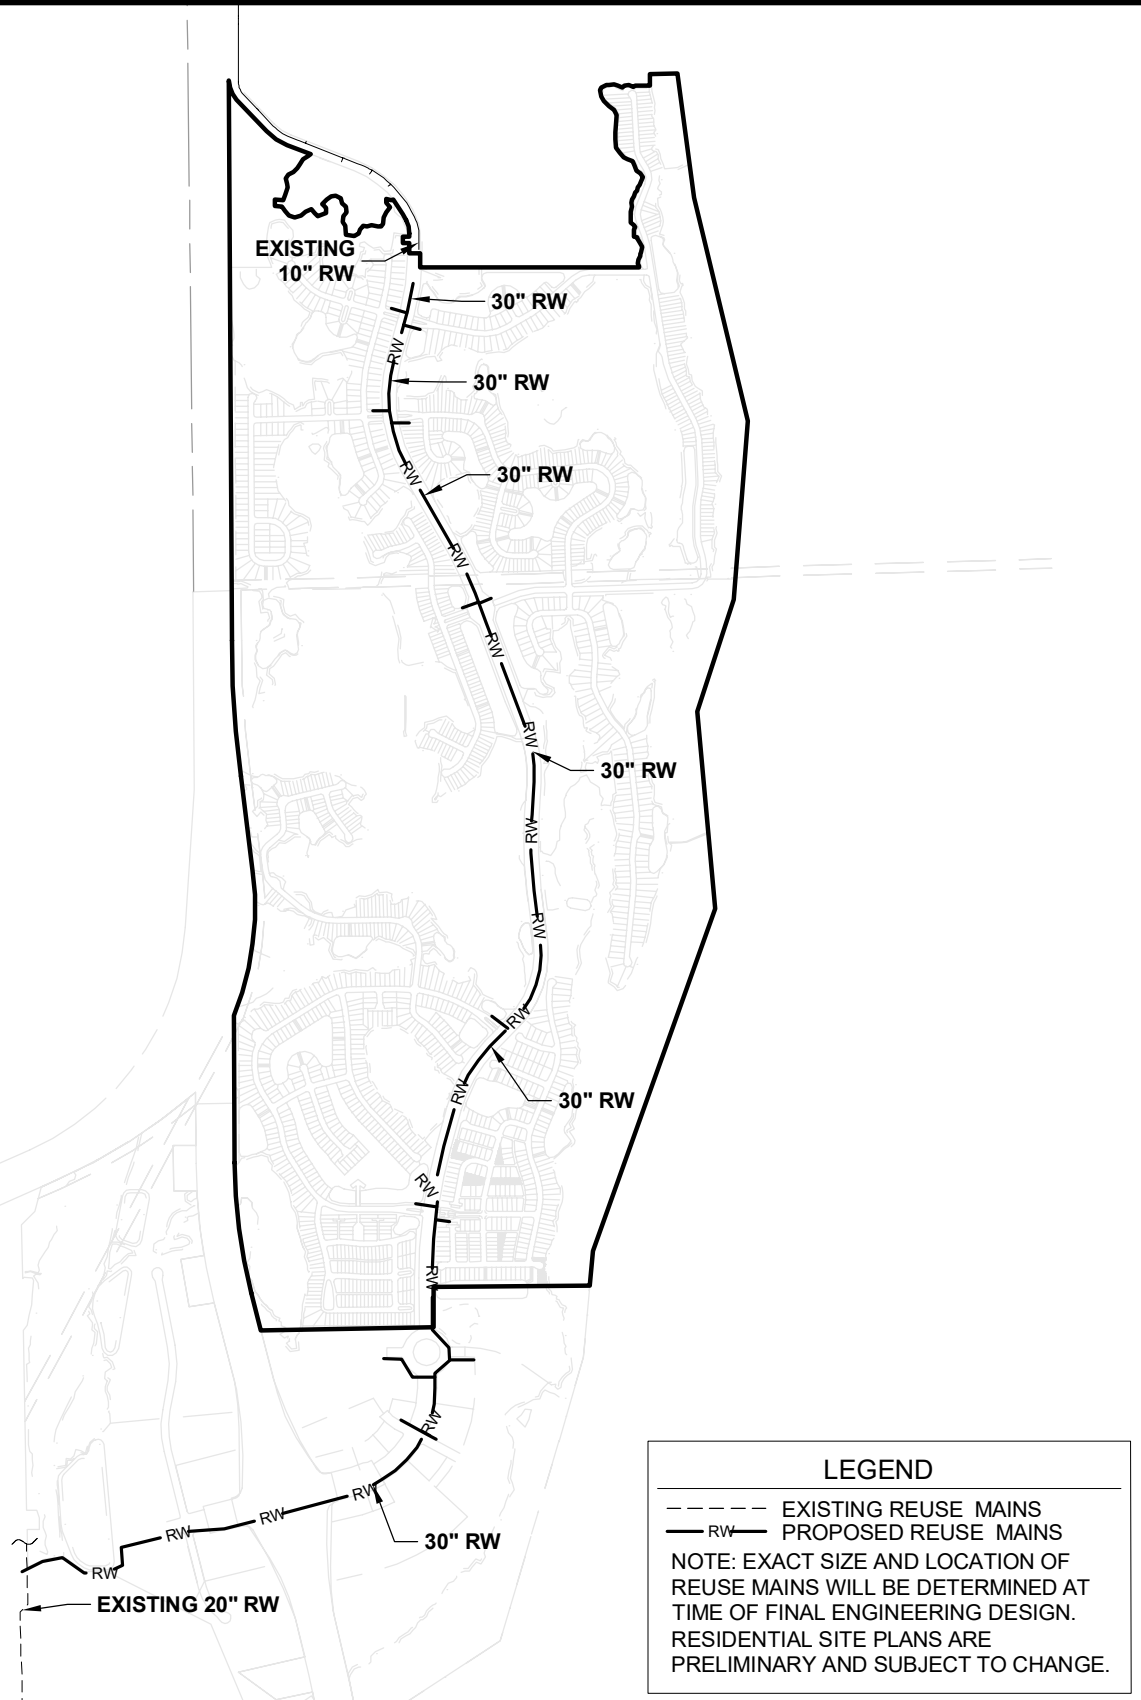 EXISTING
10" RW
30" RW
RW
30" RW
RW
30" RW
RW
RW
RW
30" RW
RW
RW
RW
30" RW
RW
RW
RW
RW
RW
RW
RW
30" RW
RW
EXISTING 20" RW
LEGEND
EXISTING REUSE MAINS
RW PROPOSED REUSE MAINS
NOTE: EXACT SIZE AND LOCATION OF
REUSE MAINS WILL BE DETERMINED AT
TIME OF FINAL ENGINEERING DESIGN.
RESIDENTIAL SITE PLANS ARE
PRELIMINARY AND SUBJECT TO CHANGE.